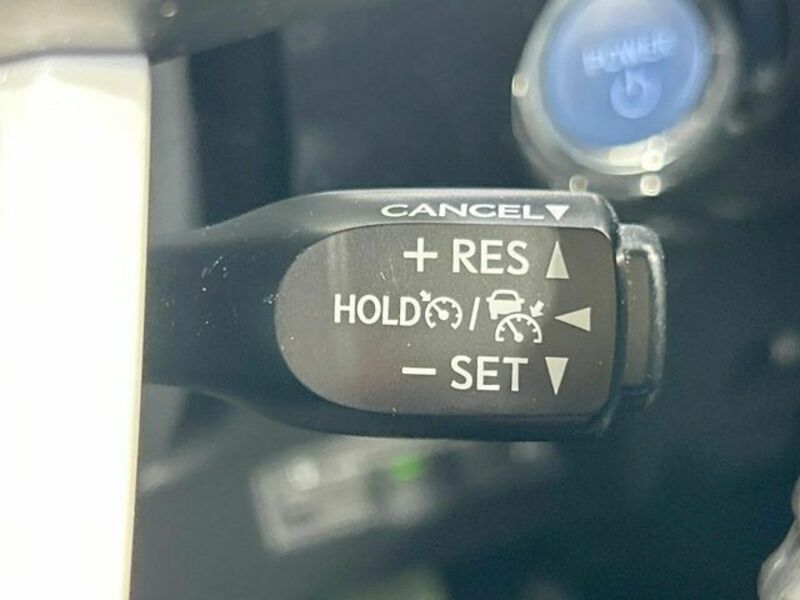 POWER
CANCEL▼
+ RES ▲
HOLD / ◀
− SET ▼